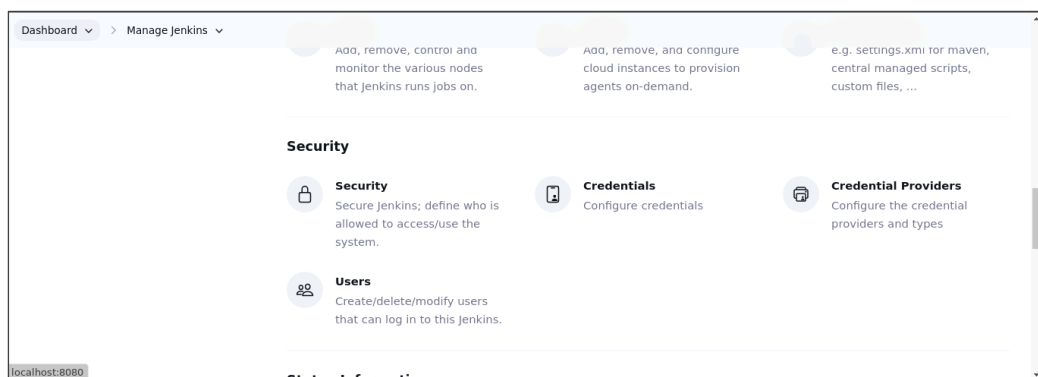 Dashboard
Manage Jenkins
Add, remove, control and
monitor the various nodes
that Jenkins runs jobs on.
Add, remove, and configure
cloud instances to provision
agents on-demand.
e.g. settings.xml for maven,
central managed scripts,
custom files, ...
Security
Security
Secure Jenkins; define who is
allowed to access/use the
system.
Credentials
Configure credentials
Credential Providers
Configure the credential
providers and types
Users
Create/delete/modify users
that can log in to this Jenkins.
localhost:8080